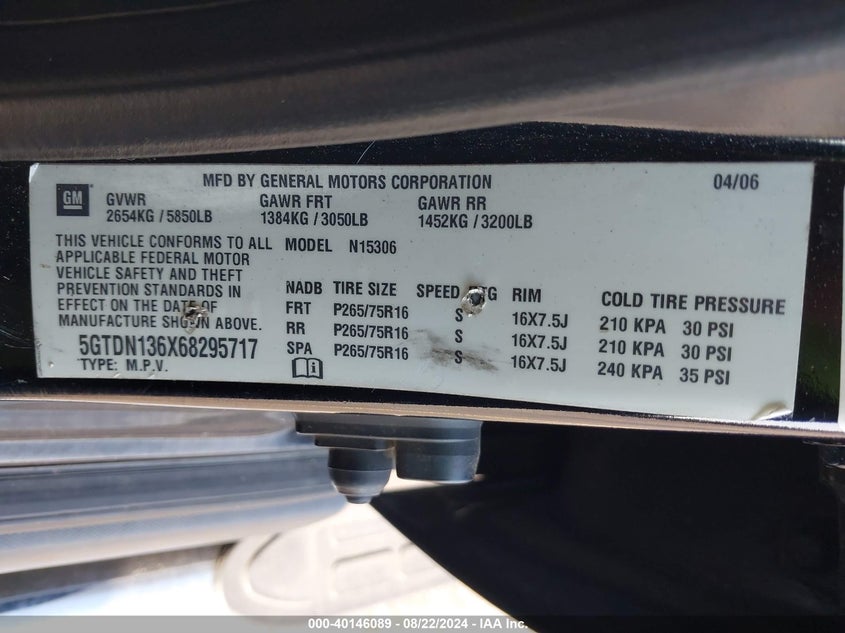 MFD BY GENERAL MOTORS CORPORATION 04/06
GM GVWR GAWR FRT GAWR RR
2654KG / 5850LB 1384KG / 3050LB 1452KG / 3200LB
THIS VEHICLE CONFORMS TO ALL MODEL N15306
APPLICABLE FEDERAL MOTOR
VEHICLE SAFETY AND THEFT
PREVENTION STANDARDS IN
EFFECT ON THE DATE OF
MANUFACTURE SHOWN ABOVE.
5GTDN136X68295717
TYPE: M.P.V.
NADB TIRE SIZE SPEED RIM COLD TIRE PRESSURE
FRT P265/75R16 S 16X7.5J 210 KPA 30 PSI
RR P265/75R16 S 16X7.5J 210 KPA 30 PSI
SPA P265/75R16 S 16X7.5J 240 KPA 35 PSI
000-40146089 - 08/22/2024 - IAA Inc.